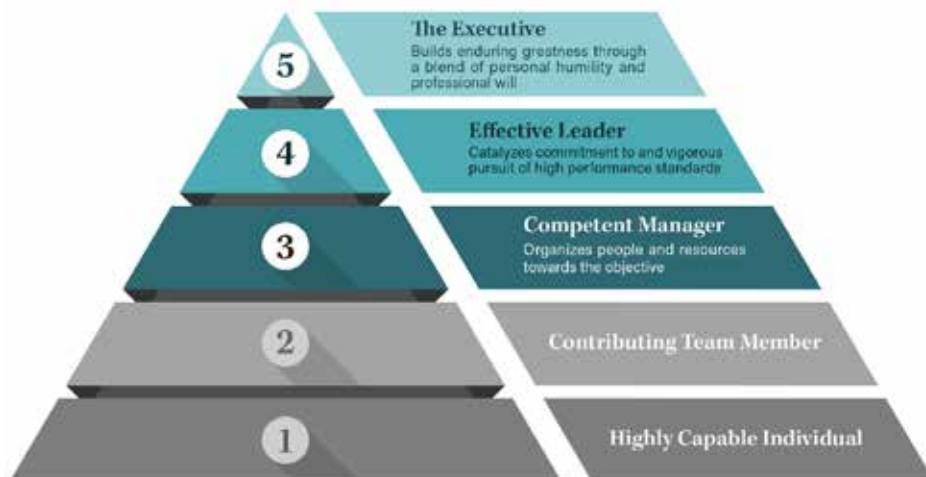 5
The Executive
Builds enduring greatness through
a blend of personal humility and
professional will
4
Effective Leader
Catalyzes commitment to and vigorous
pursuit of high performance standards
3
Competent Manager
Organizes people and resources
towards the objective
2
Contributing Team Member
1
Highly Capable Individual